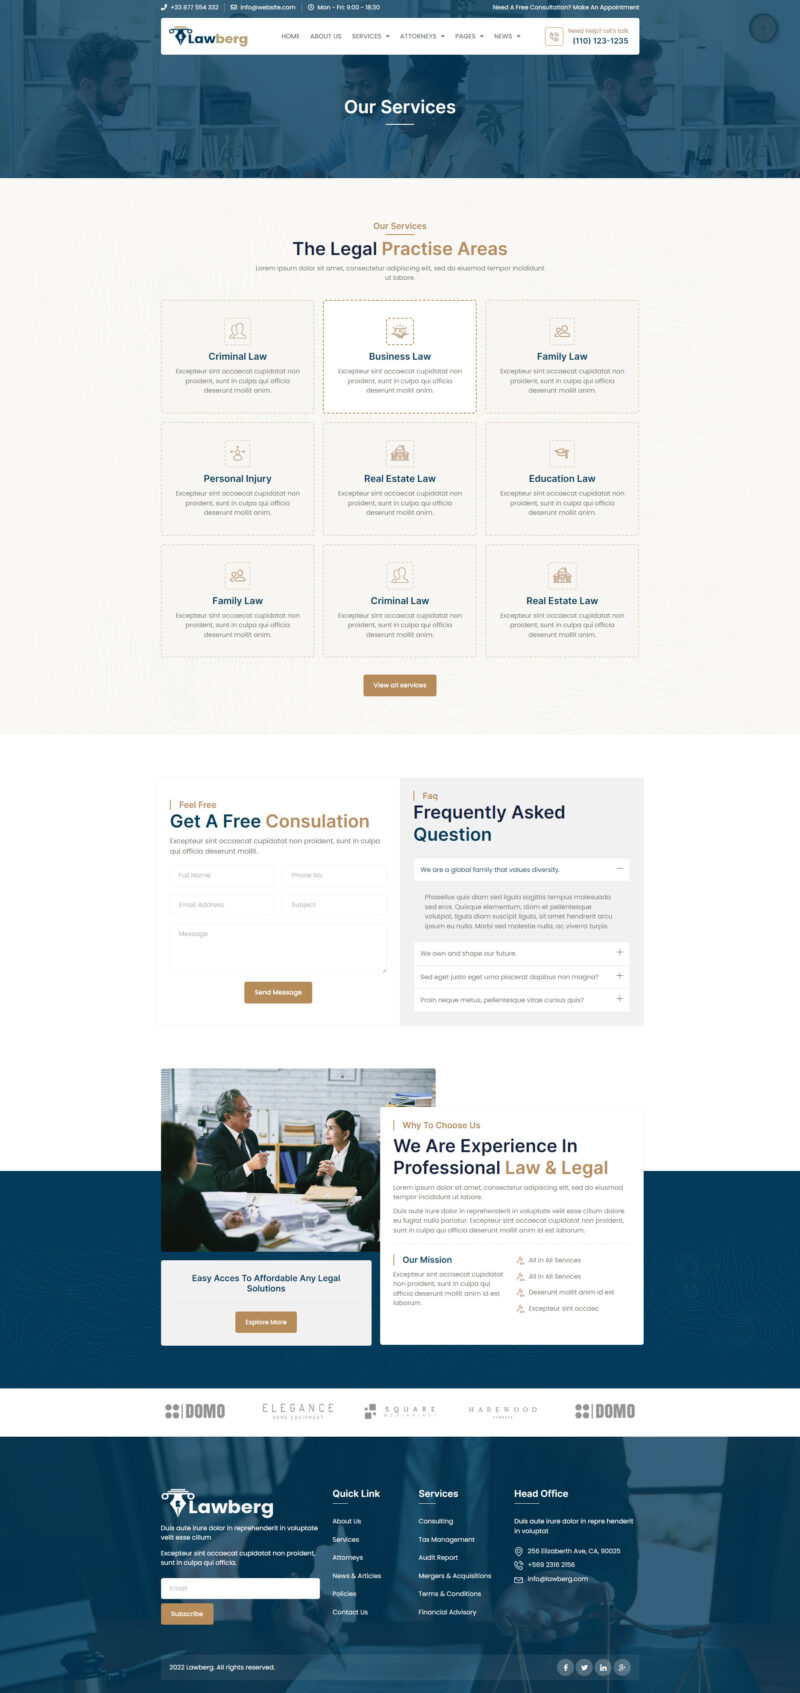 +33 877 554 332
info@website.com
Mon - Fri: 9:00 - 18:30
Need A Free Consultation? Make An Appointment
Lawberg
HOME
ABOUT US
SERVICES
ATTORNEYS
PAGES
NEWS
Need Help? Let's talk
(110) 123-1235
Our Services
Our Services
The Legal Practise Areas
Lorem ipsum dolor sit amet, consectetur adipiscing elit, sed do eiusmod tempor incididunt
ut labore.
Criminal Law
Excepteur sint occaecat cupidatat non
proident, sunt in culpa qui officia
deserunt mollit anim.
Business Law
Excepteur sint occaecat cupidatat non
proident, sunt in culpa qui officia
deserunt mollit anim.
Family Law
Excepteur sint occaecat cupidatat non
proident, sunt in culpa qui officia
deserunt mollit anim.
Personal Injury
Excepteur sint occaecat cupidatat non
proident, sunt in culpa qui officia
deserunt mollit anim.
Real Estate Law
Excepteur sint occaecat cupidatat non
proident, sunt in culpa qui officia
deserunt mollit anim.
Education Law
Excepteur sint occaecat cupidatat non
proident, sunt in culpa qui officia
deserunt mollit anim.
Family Law
Excepteur sint occaecat cupidatat non
proident, sunt in culpa qui officia
deserunt mollit anim.
Criminal Law
Excepteur sint occaecat cupidatat non
proident, sunt in culpa qui officia
deserunt mollit anim.
Real Estate Law
Excepteur sint occaecat cupidatat non
proident, sunt in culpa qui officia
deserunt mollit anim.
View all services
Feel Free
Get A Free Consulation
Excepteur sint occaecat cupidatat non proident, sunt in culpa
qui officia deserunt mollit.
Full Name
Phone No.
Email Address
Subject
Message
Send Message
Faq
Frequently Asked
Question
We are a global family that values diversity.
Phasellus quis diam sed ligula sagittis tempus malesuada
sed eros. Quisque elementum, diam et pellentesque
volutpat, ligula diam suscipit ligula, sit amet hendrerit arcu
ipsum eu nulla. Morbi sed molestie nulla, ac viverra turpis.
We own and shape our future.
Sed eget justo eget urna placerat dapibus non magna?
Proin neque metus, pellentesque vitae cursus quis?
Why To Choose Us
We Are Experience In
Professional Law & Legal
Lorem ipsum dolor sit amet, consectetur adipiscing elit, sed do eiusmod
tempor incididunt ut labore.
Duis aute irure dolor in reprehenderit in voluptate velit esse cillum dolore
eu fugiat nulla pariatur. Excepteur sint occaecat cupidatat non proident,
sunt in culpa qui officia deserunt mollit anim id est laborum.
Our Mission
Excepteur sint occaecat cupidatat
non proident, sunt in culpa qui
officia deserunt mollit anim id est
laborum.
All in All Services
All in All Services
Deserunt mollit anim id est
Excepteur sint occaec
Easy Acces To Affordable Any Legal
Solutions
Explore More
DOMO
ELEGANCE
HOME EQUIPMENT
SQUARE
HAREWOOD
DOMO
Lawberg
Duis aute irure dolor in reprehenderit in voluptate
velit esse cillum
Excepteur sint occaecat cupidatat non proident,
sunt in culpa qui officia.
Email
Subscribe
Quick Link
About Us
Services
Attorneys
News & Articles
Policies
Contact Us
Services
Consulting
Tax Management
Audit Report
Mergers & Acquisitions
Terms & Conditions
Financial Advisory
Head Office
Duis aute irure dolor in repre henderit
in voluptat
256 Elizaberth Ave, CA, 90025
+569 2316 2156
info@lawberg.com
2022 Lawberg. All rights reserved.